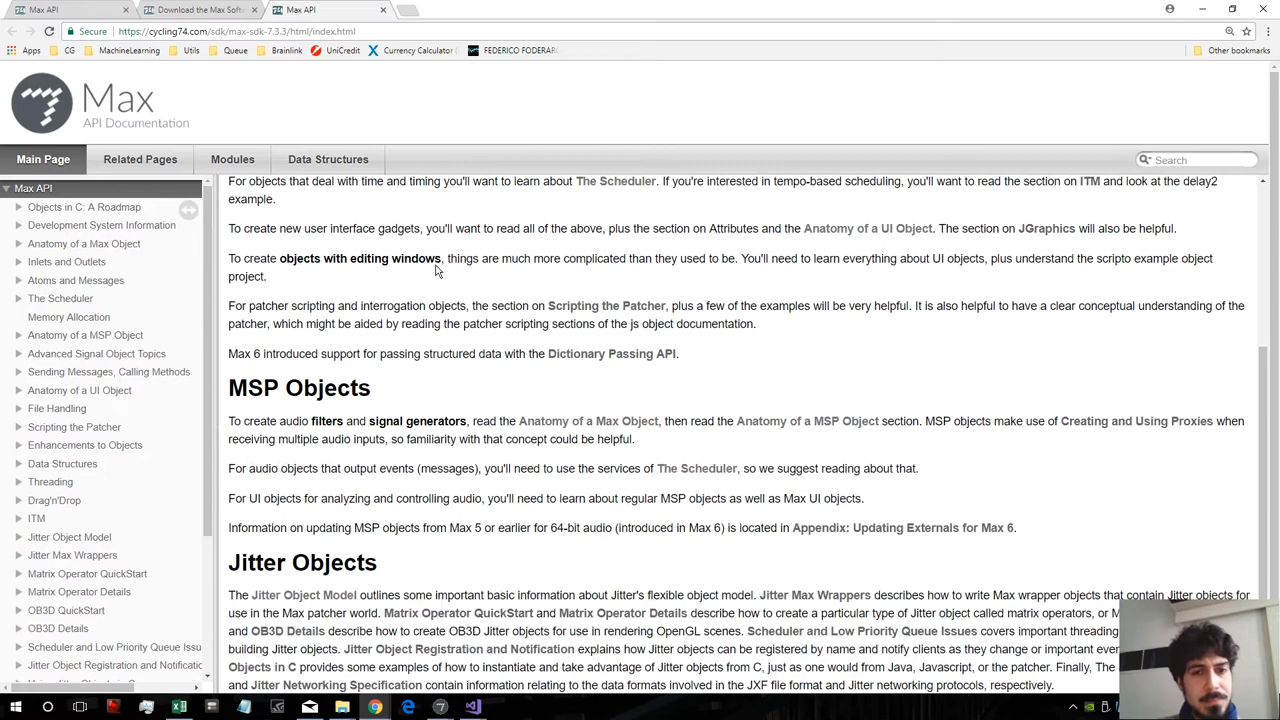 Max API
Download the Max Softw
Max API
Secure
https://cycling74.com/sdk/max-sdk-7.3.3/html/index.html
Apps
CG
MachineLearning
Utils
Queue
Brainlink
UniCredit
Currency Calculator (
FEDERICO FODERAR
Other bookmarks
Max
API Documentation
Main Page
Related Pages
Modules
Data Structures
Search
Max API
Objects in C: A Roadmap
Development System Information
Anatomy of a Max Object
Inlets and Outlets
Atoms and Messages
The Scheduler
Memory Allocation
Anatomy of a MSP Object
Advanced Signal Object Topics
Sending Messages, Calling Methods
Anatomy of a UI Object
File Handling
Scripting the Patcher
Enhancements to Objects
Data Structures
Threading
Drag'n'Drop
ITM
Jitter Object Model
Jitter Max Wrappers
Matrix Operator QuickStart
Matrix Operator Details
OB3D QuickStart
OB3D Details
Scheduler and Low Priority Queue Issu
Jitter Object Registration and Notificatio
For objects that deal with time and timing you'll want to learn about The Scheduler. If you're interested in tempo-based scheduling, you'll want to read the section on ITM and look at the delay2
example.
To create new user interface gadgets, you'll want to read all of the above, plus the section on Attributes and the Anatomy of a UI Object. The section on JGraphics will also be helpful.
To create objects with editing windows, things are much more complicated than they used to be. You'll need to learn everything about UI objects, plus understand the scripto example object
project.
For patcher scripting and interrogation objects, the section on Scripting the Patcher, plus a few of the examples will be very helpful. It is also helpful to have a clear conceptual understanding of the
patcher, which might be aided by reading the patcher scripting sections of the js object documentation.
Max 6 introduced support for passing structured data with the Dictionary Passing API.
MSP Objects
To create audio filters and signal generators, read the Anatomy of a Max Object, then read the Anatomy of a MSP Object section. MSP objects make use of Creating and Using Proxies when
receiving multiple audio inputs, so familiarity with that concept could be helpful.
For audio objects that output events (messages), you'll need to use the services of The Scheduler, so we suggest reading about that.
For UI objects for analyzing and controlling audio, you'll need to learn about regular MSP objects as well as Max UI objects.
Information on updating MSP objects from Max 5 or earlier for 64-bit audio (introduced in Max 6) is located in Appendix: Updating Externals for Max 6.
Jitter Objects
The Jitter Object Model outlines some important basic information about Jitter's flexible object model. Jitter Max Wrappers describes how to write Max wrapper objects that contain Jitter objects for
use in the Max patcher world. Matrix Operator QuickStart and Matrix Operator Details describe how to create a particular type of Jitter object called matrix operators, or M
and OB3D Details describe how to create OB3D Jitter objects for use in rendering OpenGL scenes. Scheduler and Low Priority Queue Issues covers important threading
building Jitter objects. Jitter Object Registration and Notification explains how Jitter objects can be registered by name and notify clients as they change or important eve
Objects in C provides some examples of how to instantiate and take advantage of Jitter objects from C, just as one would from Java, Javascript, or the patcher. Finally, The
and Jitter Networking Specification contain information relating to the data formats involved in the JXF file format and Jitter networking protocols, respectively.